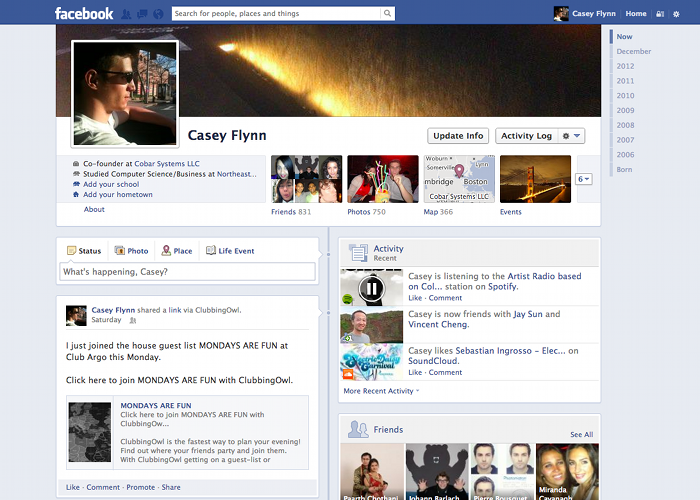 facebook
Search for people, places and things
Casey Flynn
Home
Now
December
2012
2011
2010
2009
2008
2007
2006
Born
Casey Flynn
Update Info
Activity Log
Co-founder at Cobar Systems LLC
Studied Computer Science/Business at Northeast...
Add your school
Add your hometown
About
Friends 831
Photos 750
Woburn
Somerville
mbridge
Boston
Cobar Systems LLC
Map 366
Events
6
Status
Photo
Place
Life Event
What's happening, Casey?
Casey Flynn shared a link via ClubbingOwl.
Saturday
I just joined the house guest list MONDAYS ARE FUN at
Club Argo this Monday.
Click here to join MONDAYS ARE FUN with ClubbingOwl.
MONDAYS ARE FUN
Click here to join MONDAYS ARE FUN with
ClubbingOw...
ClubbingOwl is the fastest way to plan your evening!
Find out where your friends party and join them.
With ClubbingOwl getting on a guest-list or
Like · Comment · Promote · Share
Activity
Recent
Casey is listening to the Artist Radio based
on Col... station on Spotify.
Like · Comment
Casey is now friends with Jay Sun and
Vincent Cheng.
Electric Daisy
Carnival
Casey likes Sebastian Ingrosso - Elec... on
SoundCloud.
Like · Comment
More Recent Activity
Friends
See All
Paarth Chothani
Johann Barlach
Pierre Bousquet
Miranda
Cavanagh